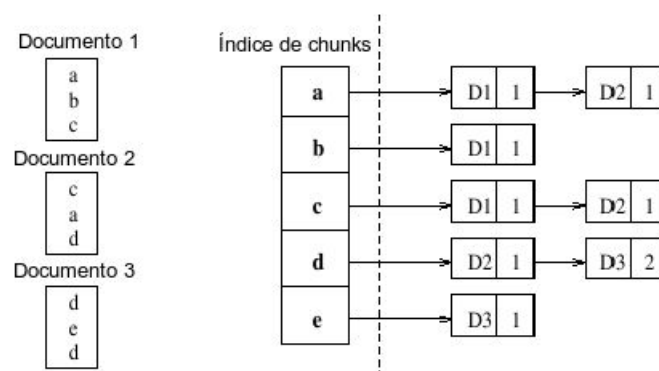 Documento 1
a
b
c
Documento 2
c
a
d
Documento 3
d
e
d
Índice de chunks
a D1 1 D2 1
b D1 1
c D1 1 D2 1
d D2 1 D3 2
e D3 1